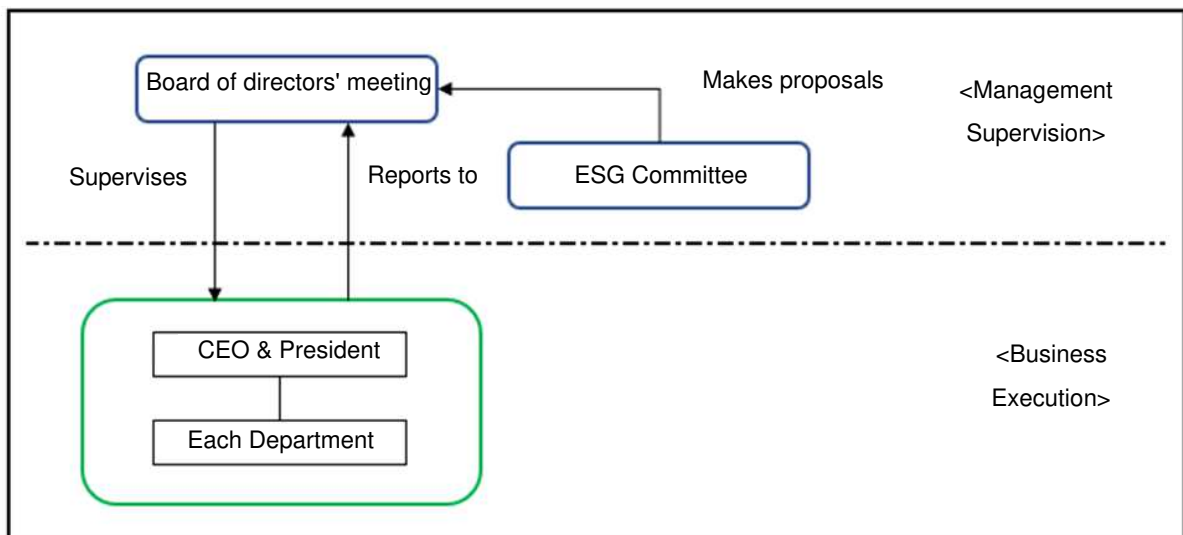 Board of directors' meeting
Makes proposals
<Management
Supervision>
Supervises
Reports to
ESG Committee
CEO & President
<Business
Execution>
Each Department